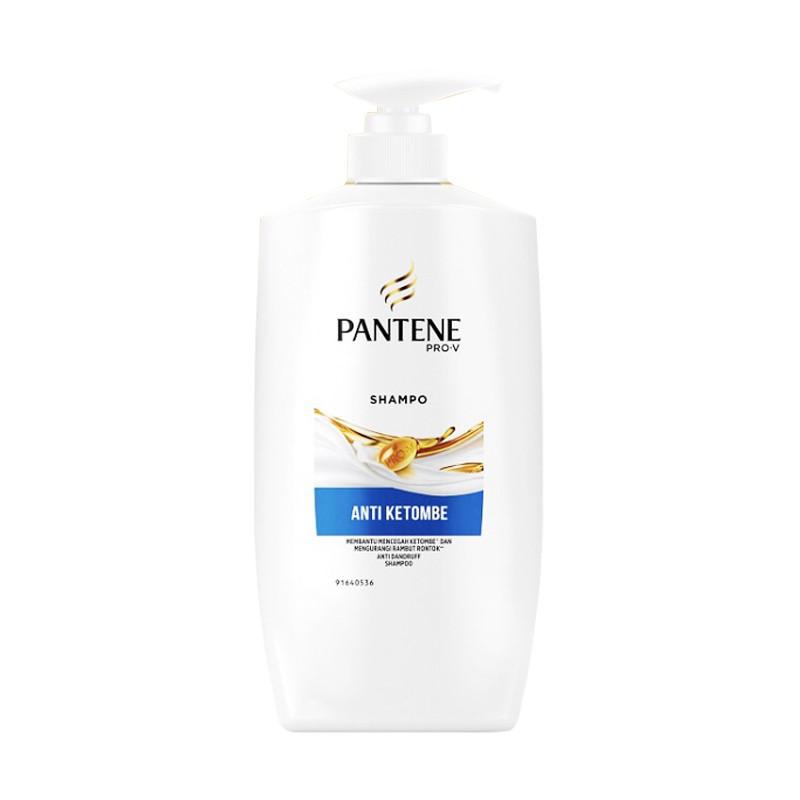 PANTENE
PRO-V
SHAMPO
ANTI KETOMBE
MEMBANTU MENCEGAH KETOMBE* DAN
MENGURANGI RAMBUT RONTOK**
ANTI DANDRUFF
SHAMPOO
91640536